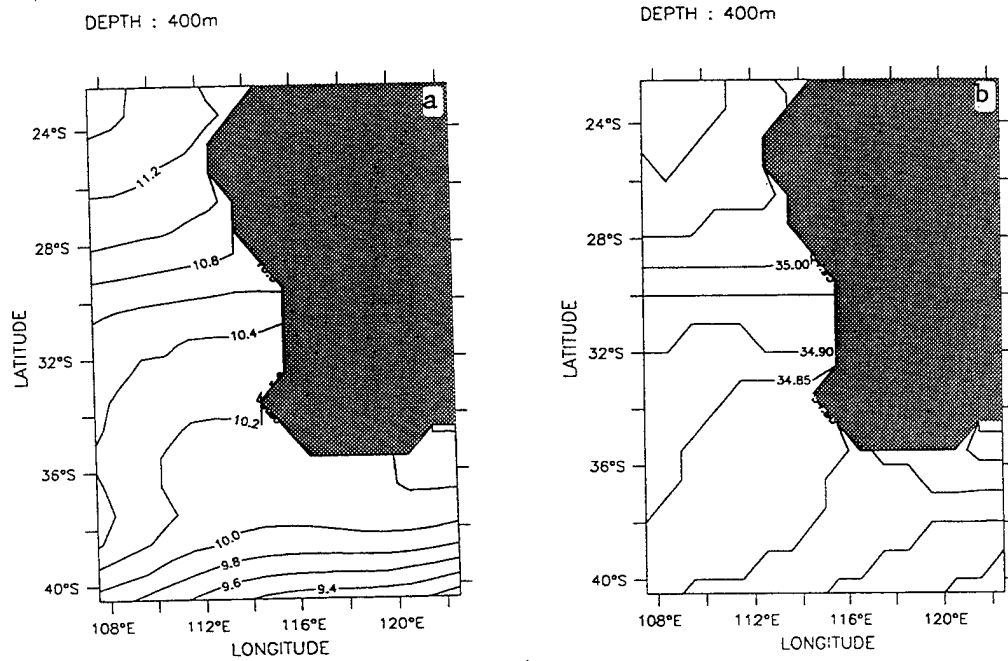 DEPTH : 400m
a
24°S
28°S
32°S
36°S
40°S
LATITUDE
11.2
10.8
10.4
10.2
10.0
9.8
9.6
9.4
108°E
112°E
116°E
120°E
LONGITUDE
DEPTH : 400m
b
24°S
28°S
32°S
36°S
40°S
LATITUDE
35.00
34.90
34.85
108°E
112°E
116°E
120°E
LONGITUDE